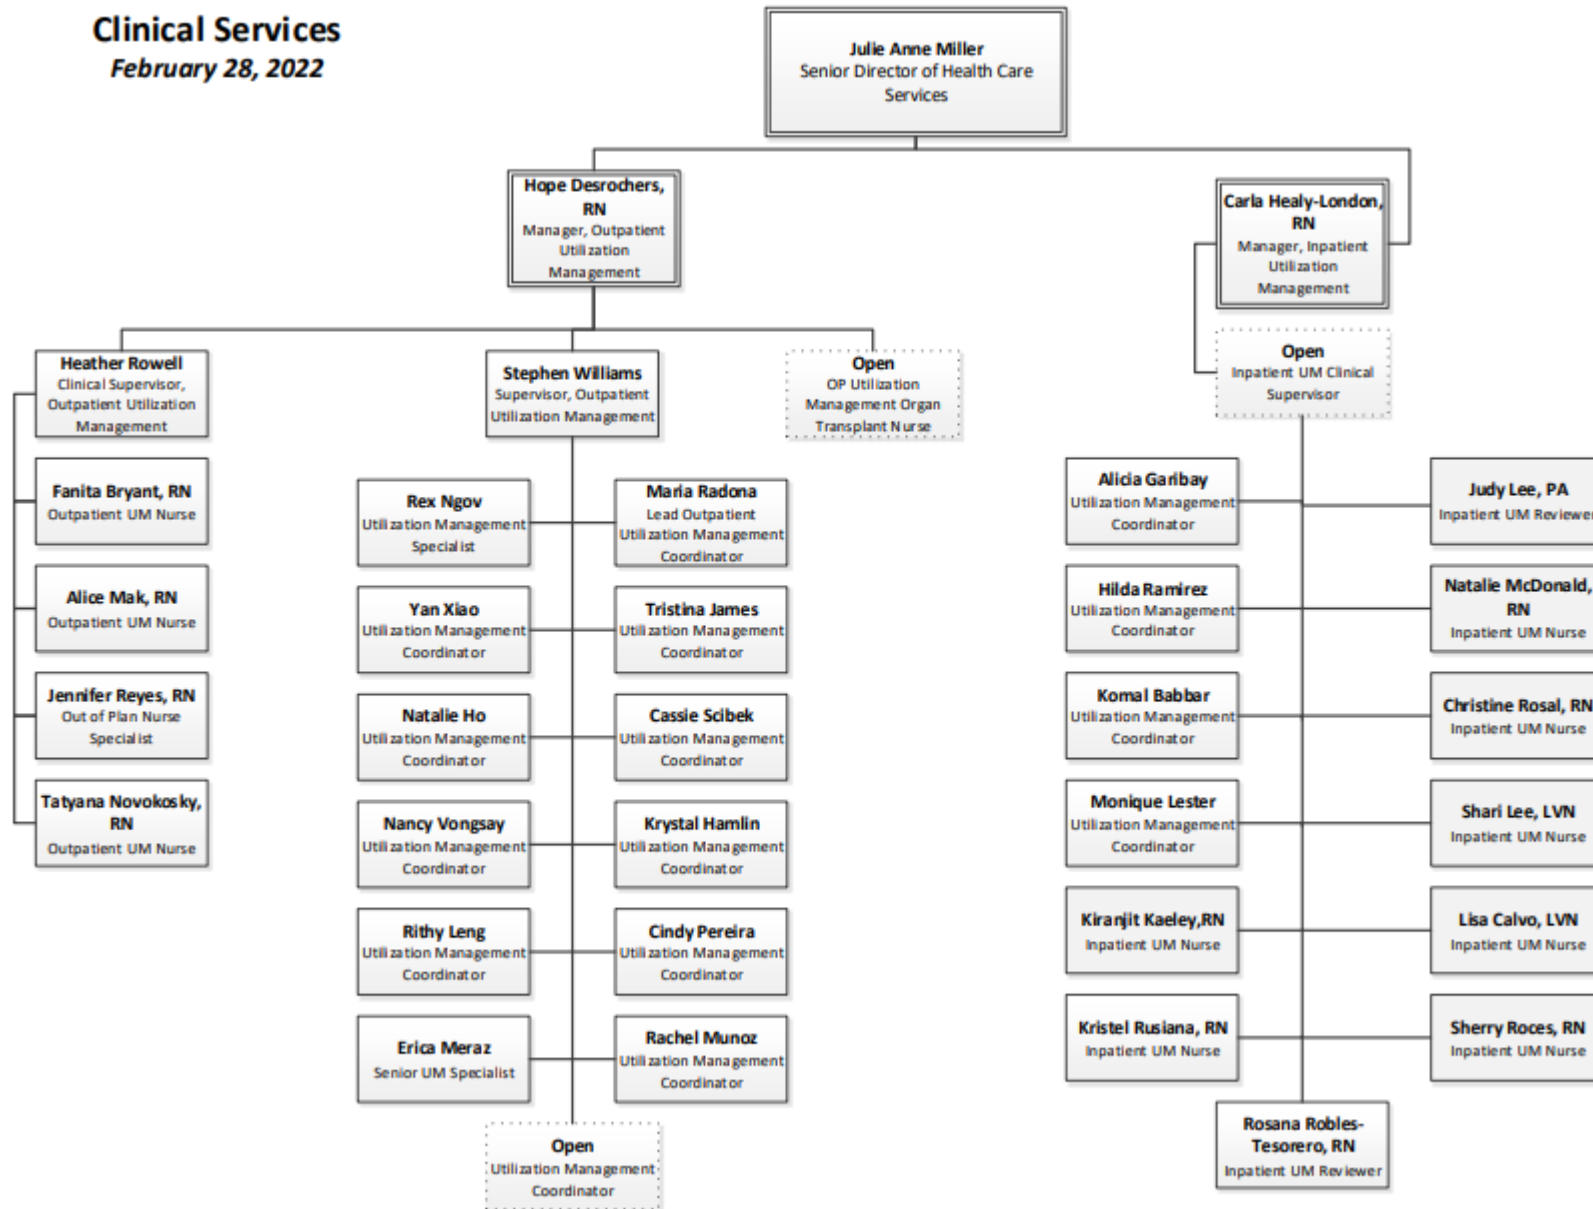 Clinical Services
February 28, 2022
Julie Anne Miller
Senior Director of Health Care
Services
Hope Desrochers,
RN
Manager, Outpatient
Utilization
Management
Carla Healy-London,
RN
Manager, Inpatient
Utilization
Management
Heather Rowell
Clinical Supervisor,
Outpatient Utilization
Management
Stephen Williams
Supervisor, Outpatient
Utilization Management
Open
OP Utilization
Management Organ
Transplant Nurse
Open
Inpatient UM Clinical
Supervisor
Fanita Bryant, RN
Outpatient UM Nurse
Alice Mak, RN
Outpatient UM Nurse
Jennifer Reyes, RN
Out of Plan Nurse
Specialist
Tatyana Novokosky,
RN
Outpatient UM Nurse
Rex Ngov
Utilization Management
Specialist
Maria Radona
Lead Outpatient
Utilization Management
Coordinator
Yan Xiao
Utilization Management
Coordinator
Tristina James
Utilization Management
Coordinator
Natalie Ho
Utilization Management
Coordinator
Cassie Scibek
Utilization Management
Coordinator
Nancy Vongsay
Utilization Management
Coordinator
Krystal Hamlin
Utilization Management
Coordinator
Rithy Leng
Utilization Management
Coordinator
Cindy Pereira
Utilization Management
Coordinator
Erica Meraz
Senior UM Specialist
Rachel Munoz
Utilization Management
Coordinator
Open
Utilization Management
Coordinator
Alicia Garibay
Utilization Management
Coordinator
Judy Lee, PA
Inpatient UM Reviewer
Hilda Ramirez
Utilization Management
Coordinator
Natalie McDonald,
RN
Inpatient UM Nurse
Komal Babbar
Utilization Management
Coordinator
Christine Rosal, RN
Inpatient UM Nurse
Monique Lester
Utilization Management
Coordinator
Shari Lee, LVN
Inpatient UM Nurse
Kiranjit Kaeley,RN
Inpatient UM Nurse
Lisa Calvo, LVN
Inpatient UM Nurse
Kristel Rusiana, RN
Inpatient UM Nurse
Sherry Roces, RN
Inpatient UM Nurse
Rosana Robles-
Tesorero, RN
Inpatient UM Reviewer